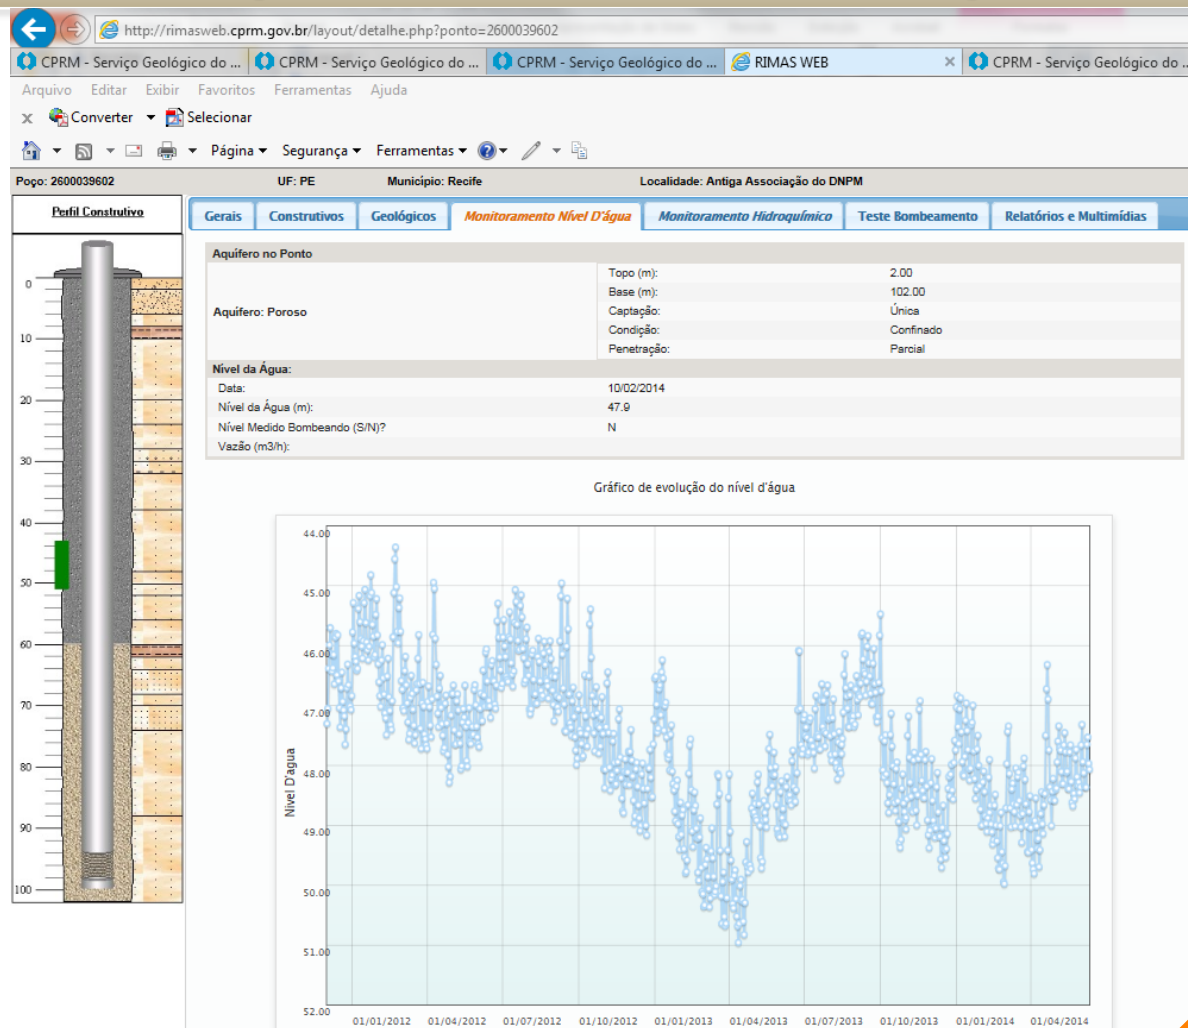 http://rimasweb.cprm.gov.br/layout/detalhe.php?ponto=2600039602
CPRM - Serviço Geológico do ... CPRM - Serviço Geológico do ... CPRM - Serviço Geológico do ... RIMAS WEB × CPRM - Serviço Geológico do ...
Arquivo Editar Exibir Favoritos Ferramentas Ajuda
x Converter Selecionar
Página Segurança Ferramentas
Poço: 2600039602 UF: PE Município: Recife Localidade: Antiga Associação do DNPM
Perfil Construtivo
Gerais Construtivos Geológicos Monitoramento Nível D'água Monitoramento Hidroquímico Teste Bombeamento Relatórios e Multimídias
Aquífero no Ponto
Aquífero: Poroso
Topo (m): 2.00
Base (m): 102.00
Captação: Única
Condição: Confinado
Penetração: Parcial
Nível da Água:
Data: 10/02/2014
Nível da Água (m): 47.9
Nível Medido Bombeando (S/N)? N
Vazão (m3/h):
0
10
20
30
40
50
60
70
80
90
100
Gráfico de evolução do nível d'água
Nivel D'agua
44.00
45.00
46.00
47.00
48.00
49.00
50.00
51.00
52.00
01/01/2012 01/04/2012 01/07/2012 01/10/2012 01/01/2013 01/04/2013 01/07/2013 01/10/2013 01/01/2014 01/04/2014